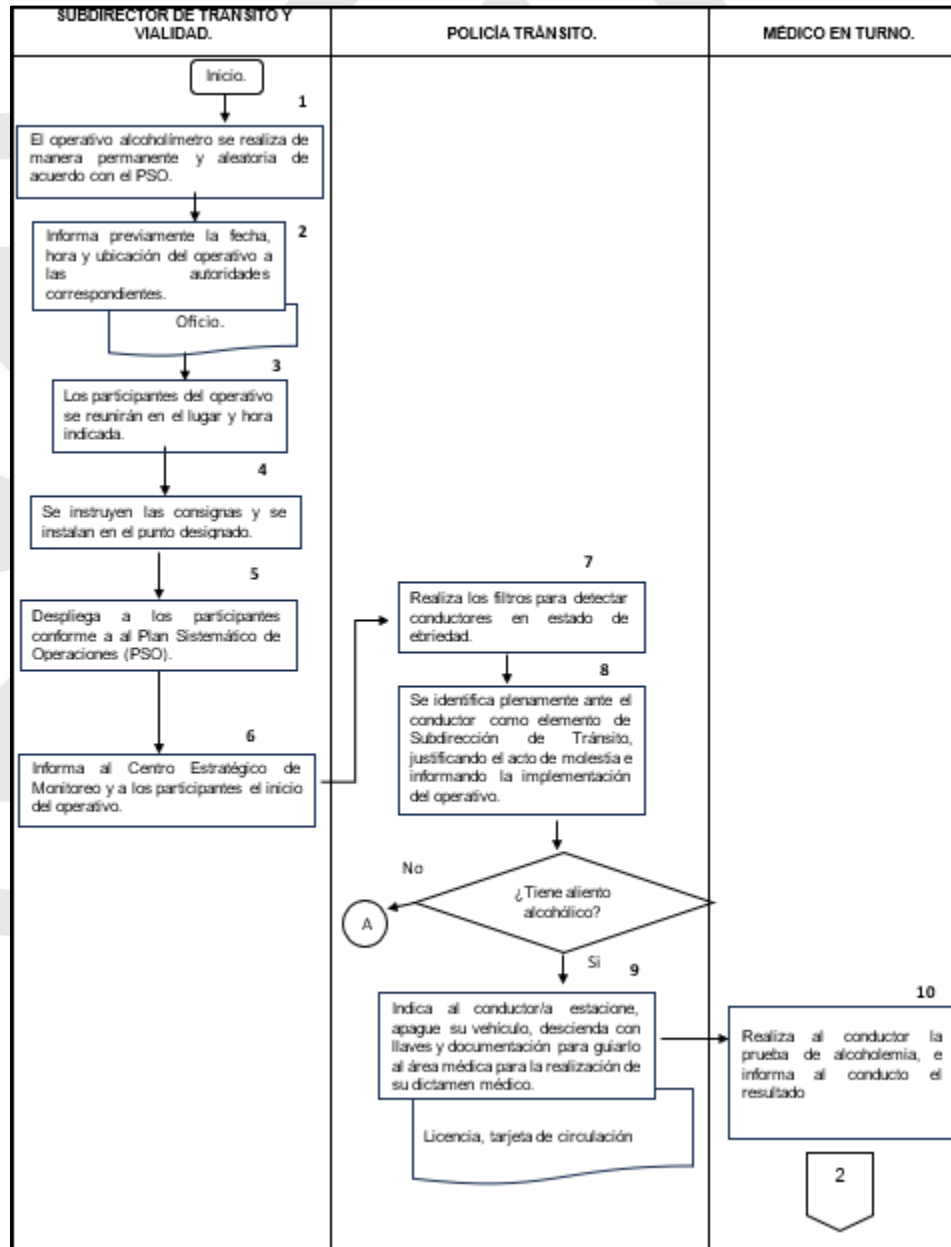 SUBDIRECTOR DE TRÁNSITO Y
VIALIDAD.
POLICÍA TRÁNSITO.
MÉDICO EN TURNO.
Inicio.
1
El operativo alcoholímetro se realiza de
manera permanente y aleatoria de
acuerdo con el PSO.
2
Informa previamente la fecha,
hora y ubicación del operativo a
las autoridades
correspondientes.
Oficio.
3
Los participantes del operativo
se reunirán en el lugar y hora
indicada.
4
Se instruyen las consignas y se
instalan en el punto designado.
5
Despliega a los participantes
conforme a al Plan Sistemático de
Operaciones (PSO).
6
Informa al Centro Estratégico de
Monitoreo y a los participantes el inicio
del operativo.
7
Realiza los filtros para detectar
conductores en estado de
ebriedad.
8
Se identifica plenamente ante el
conductor como elemento de
Subdirección de Tránsito,
justificando el acto de molestia e
informando la implementación
del operativo.
No
¿Tiene aliento
alcohólico?
A
Si
9
Indica al conductor/a estacione,
apague su vehículo, descienda con
llaves y documentación para guiarlo
al área médica para la realización de
su dictamen médico.
Licencia, tarjeta de circulación
10
Realiza al conductor la
prueba de alcoholemia, e
informa al conducto el
resultado
2